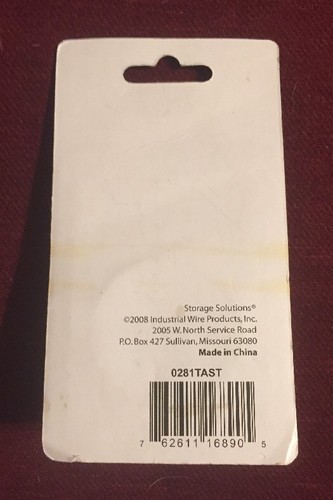 Storage Solutions®
©2008 Industrial Wire Products, Inc.
2005 W. North Service Road
P.O. Box 427 Sullivan, Missouri 63080
Made in China
0281TAST
7 62611 16890 5